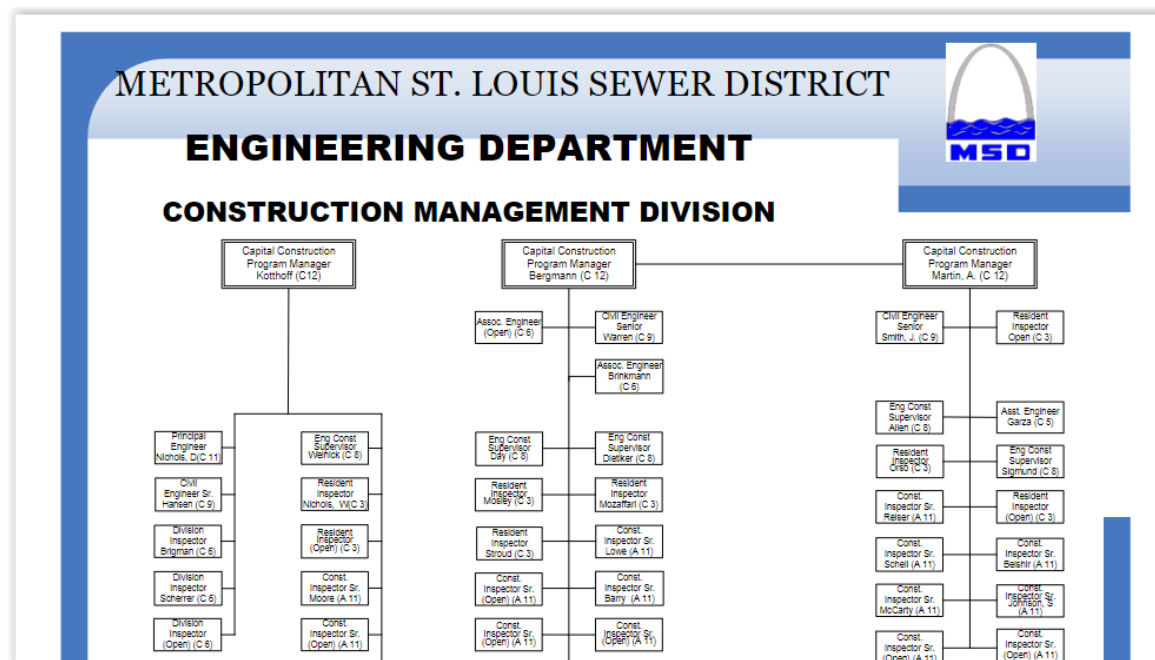 METROPOLITAN ST. LOUIS SEWER DISTRICT
MSD
ENGINEERING DEPARTMENT
CONSTRUCTION MANAGEMENT DIVISION
Capital Construction
Program Manager
Kotthoff (C12)
Capital Construction
Program Manager
Bergmann (C 12)
Capital Construction
Program Manager
Martin, A. (C 12)
Assoc. Engineer
(Open) (C 6)
Civil Engineer
Senior
Warren (C 9)
Civil Engineer
Senior
Smith, J. (C 9)
Resident
Inspector
Open (C 3)
Assoc. Engineer
Brinkmann
(C 6)
Eng Const
Supervisor
Allen (C 8)
Asst. Engineer
Garza (C 5)
Principal
Engineer
Nichols, D(C 11)
Eng Const
Supervisor
Welnick (C 8)
Eng Const
Supervisor
Day (C 8)
Eng Const
Supervisor
Dietiker (C 8)
Resident
Inspector
Orso (C 3)
Eng Const
Supervisor
Sigmund (C 8)
Civil
Engineer Sr.
Hansen (C 9)
Resident
Inspector
Nichols, W(C 3)
Resident
Inspector
Mosley (C 3)
Resident
Inspector
Mozaffari (C 3)
Const.
Inspector Sr.
Reiser (A 11)
Resident
Inspector
(Open) (C 3)
Division
Inspector
Brigman (C 6)
Resident
Inspector
(Open) (C 3)
Resident
Inspector
Stroud (C 3)
Const.
Inspector Sr.
Lowe (A 11)
Const.
Inspector Sr.
Schell (A 11)
Const.
Inspector Sr.
Belshir (A 11)
Division
Inspector
Scherrer (C 6)
Const.
Inspector Sr.
Moore (A 11)
Const.
Inspector Sr.
(Open) (A 11)
Const.
Inspector Sr.
Barry (A 11)
Const.
Inspector Sr.
McCarty (A 11)
Const.
Inspector Sr.
Johnson, S
(A 11)
Division
Inspector
(Open) (C 6)
Const.
Inspector Sr.
(Open) (A 11)
Const.
Inspector Sr.
(Open) (A 11)
Const.
Inspector Sr.
(Open) (A 11)
Const.
Inspector Sr.
(Open) (A 11)
Const.
Inspector Sr.
(Open) (A 11)